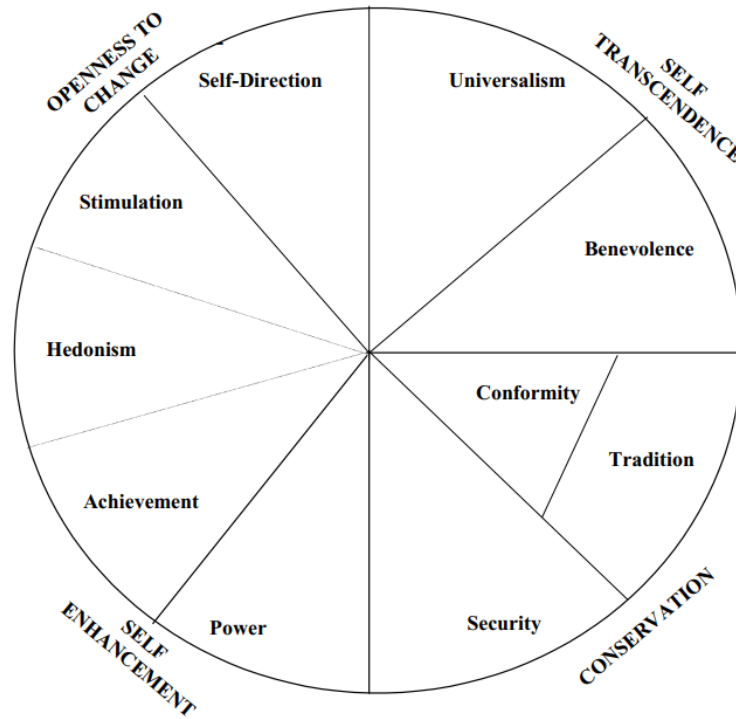 OPENNESS TO
CHANGE
SELF
TRANSCENDENCE
Self-Direction
Universalism
Stimulation
Benevolence
Hedonism
Conformity
Tradition
Achievement
Power
Security
SELF
ENHANCEMENT
CONSERVATION